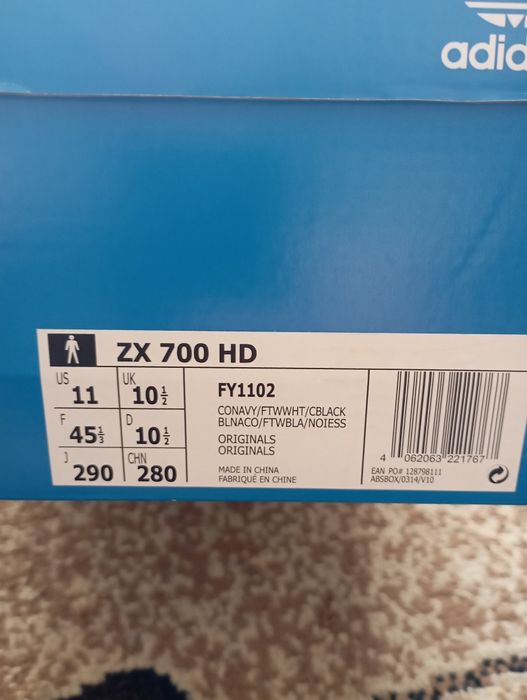 adid
ZX 700 HD
US 11
UK 10½
F 45⅓
D 10½
J 290
CHN 280
FY1102
CONAVY/FTWWHT/CBLACK
BLNACO/FTWBLA/NOIESS
ORIGINALS
ORIGINALS
MADE IN CHINA
FABRIQUÉ EN CHINE
4 062063 221767
EAN PO# 128798111
ABSBOX/0314/V10